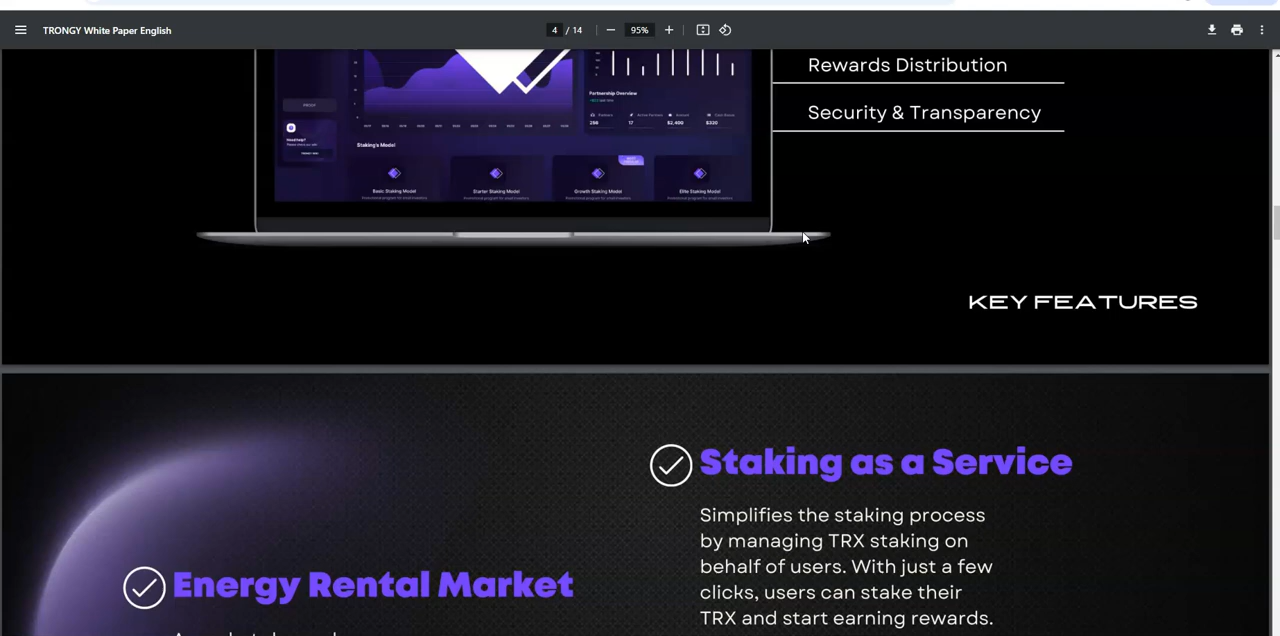 TRONGY White Paper English
4 / 14
95%
Rewards Distribution
Security & Transparency
Partnership Overview
Staking's Model
Need help?
Basic Staking Model
Starter Staking Model
Growth Staking Model
Elite Staking Model
KEY FEATURES
Staking as a Service
Simplifies the staking process
by managing TRX staking on
behalf of users. With just a few
clicks, users can stake their
TRX and start earning rewards.
Energy Rental Market